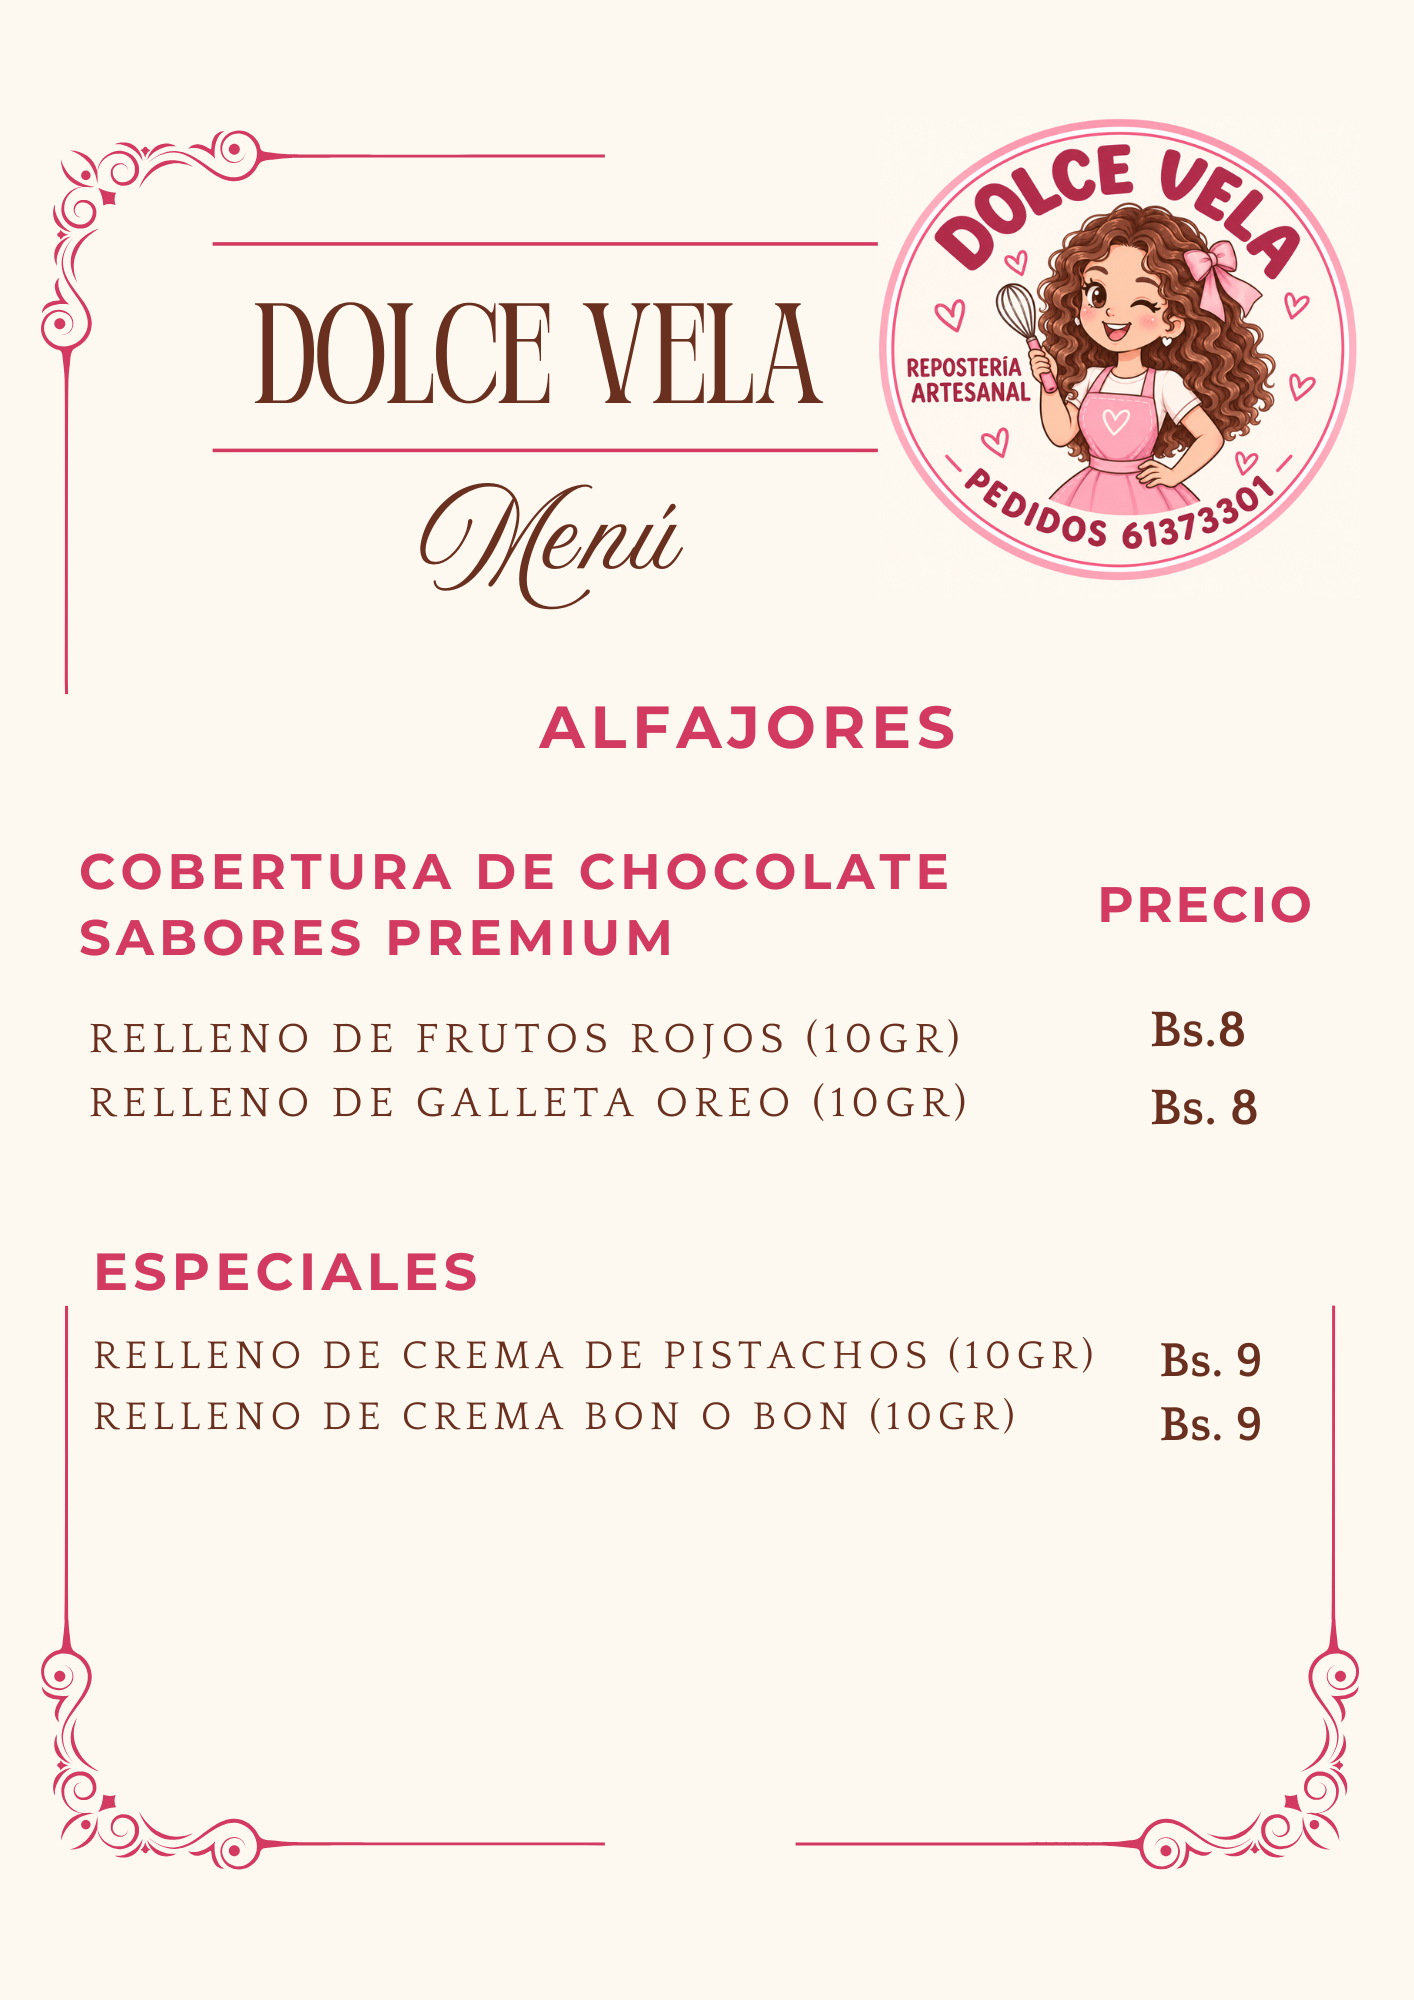 DOLCE VELA
REPOSTERÍA
ARTESANAL
PEDIDOS 61373301
DOLCE VELA
Menú
ALFAJORES
COBERTURA DE CHOCOLATE
SABORES PREMIUM
PRECIO
RELLENO DE FRUTOS ROJOS (10GR) Bs.8
RELLENO DE GALLETA OREO (10GR) Bs. 8
ESPECIALES
RELLENO DE CREMA DE PISTACHOS (10GR) Bs. 9
RELLENO DE CREMA BON O BON (10GR) Bs. 9